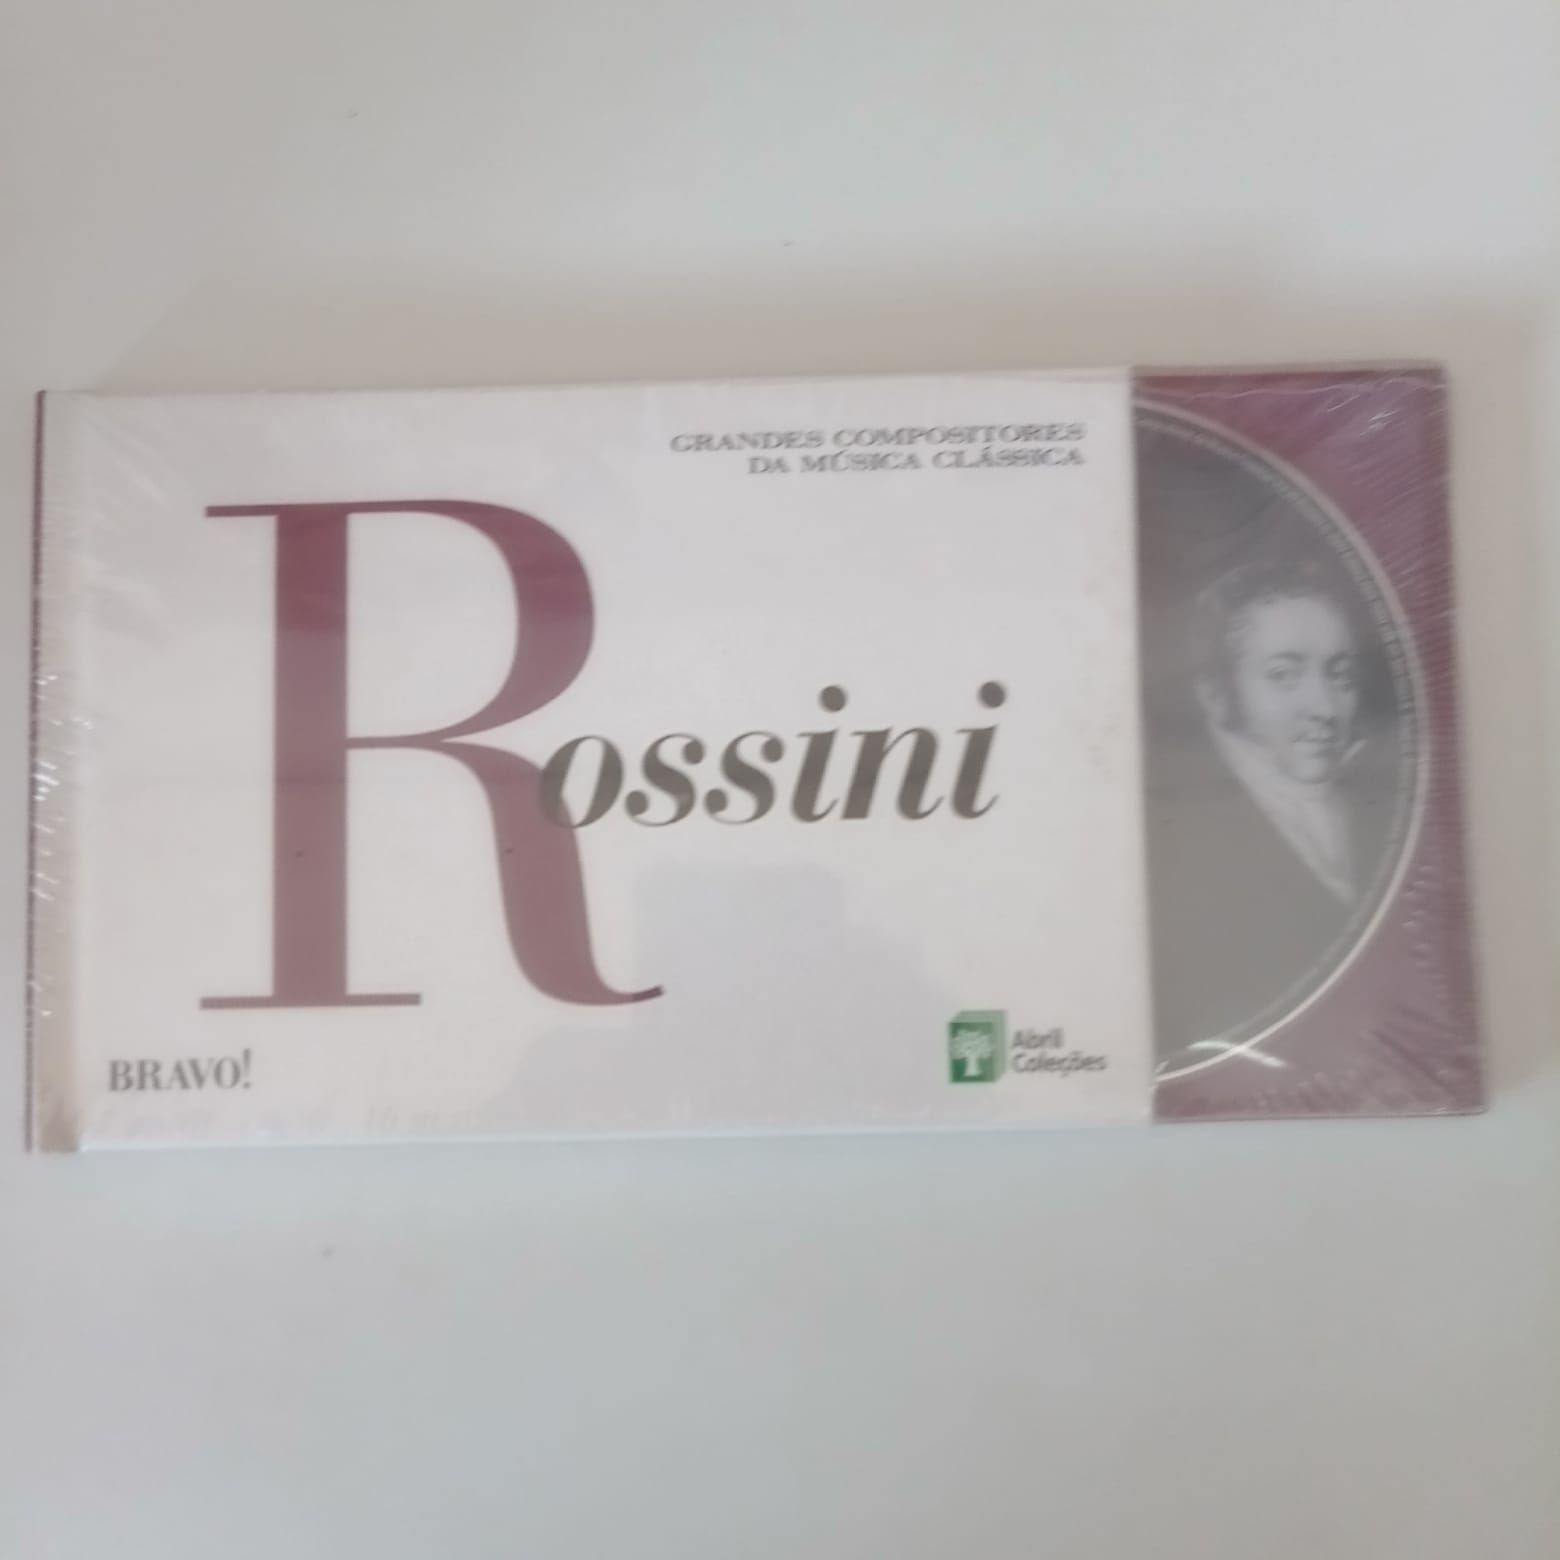 GRANDES COMPOSITORES
DA MÚSICA CLÁSSICA
Rossini
BRAVO!
Abril
Coleções